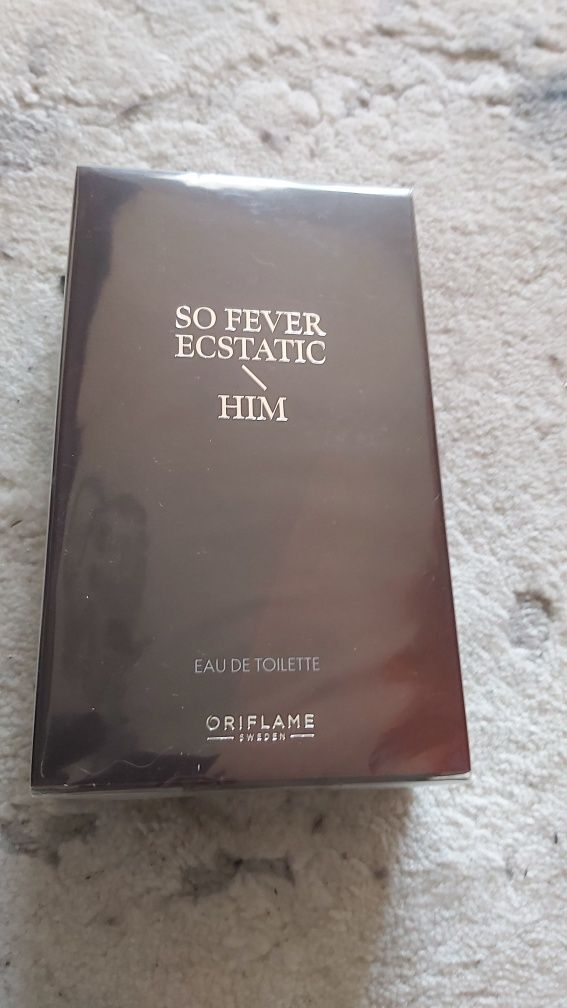 SO FEVER
ECSTATIC
\
HIM
EAU DE TOILETTE
ORIFLAME
SWEDEN